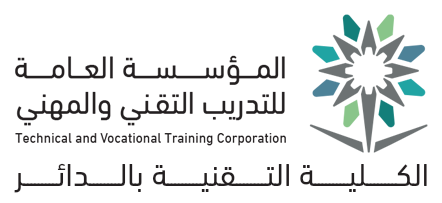 المؤسسة العامة
للتدريب التقني والمهني
Technical and Vocational Training Corporation
الكلية التقنية بالدائر